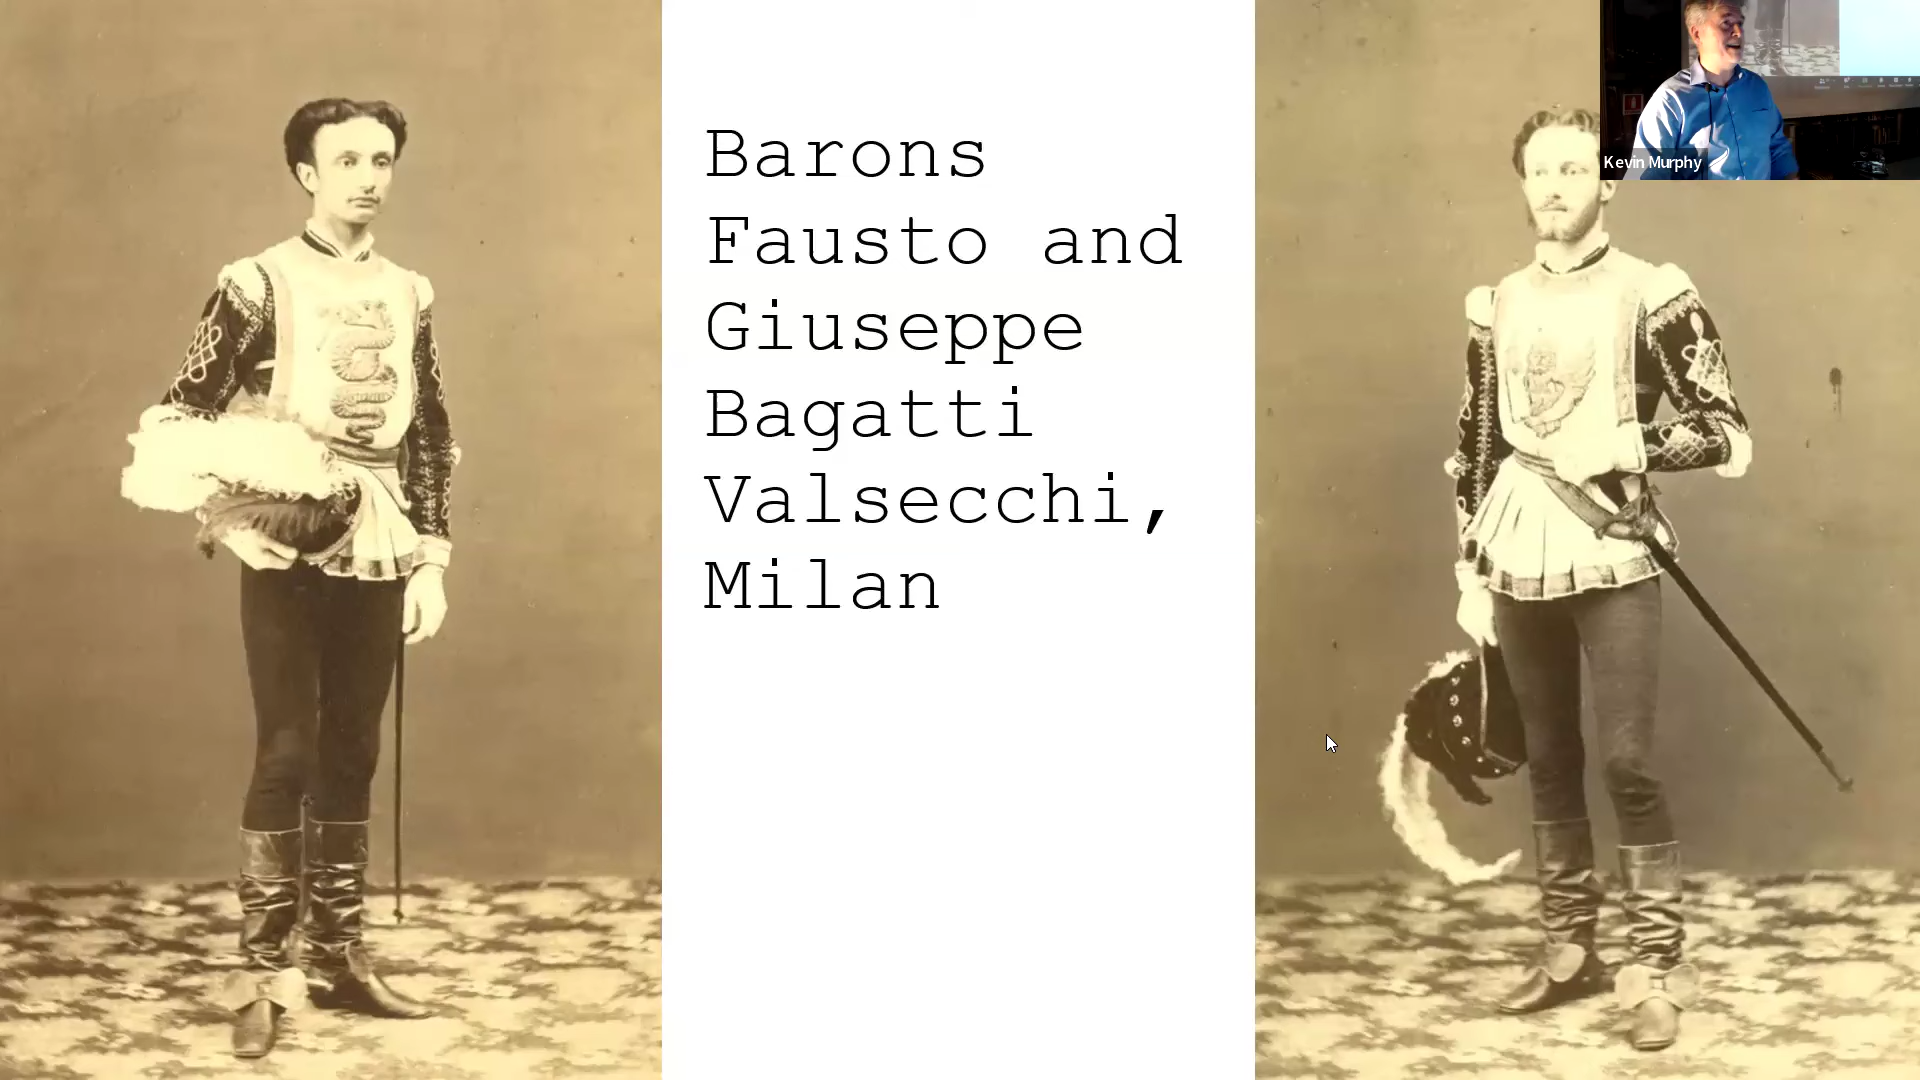 Barons
Fausto and
Giuseppe
Bagatti
Valsecchi,
Milan
Kevin Murphy